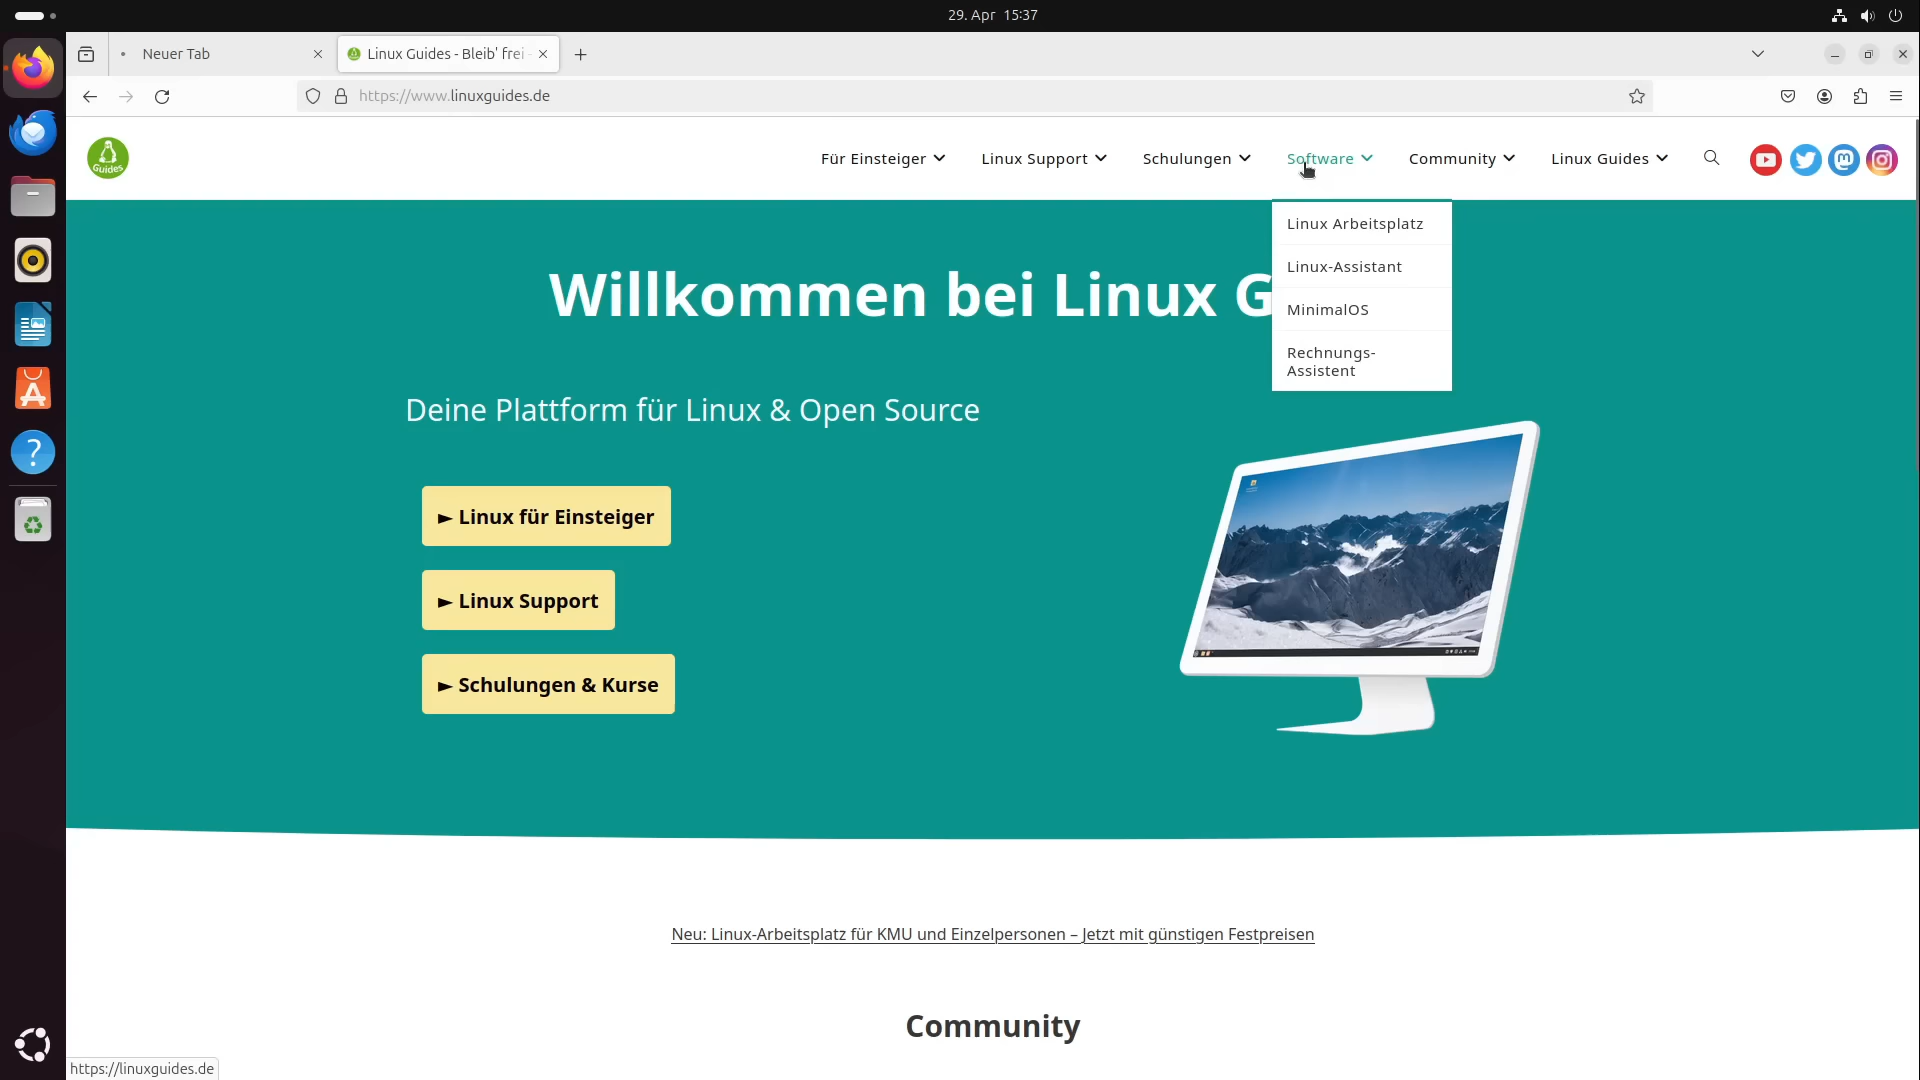 29. Apr 15:37
Neuer Tab
Linux Guides - Bleib' frei -
https://www.linuxguides.de
Guides
Für Einsteiger
Linux Support
Schulungen
Software
Community
Linux Guides
Linux Arbeitsplatz
Linux-Assistant
MinimalOS
Rechnungs-
Assistent
Willkommen bei Linux G
Deine Plattform für Linux & Open Source
► Linux für Einsteiger
► Linux Support
► Schulungen & Kurse
Neu: Linux-Arbeitsplatz für KMU und Einzelpersonen – Jetzt mit günstigen Festpreisen
Community
https://linuxguides.de